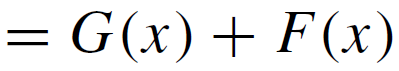 = G(x) + F(x)